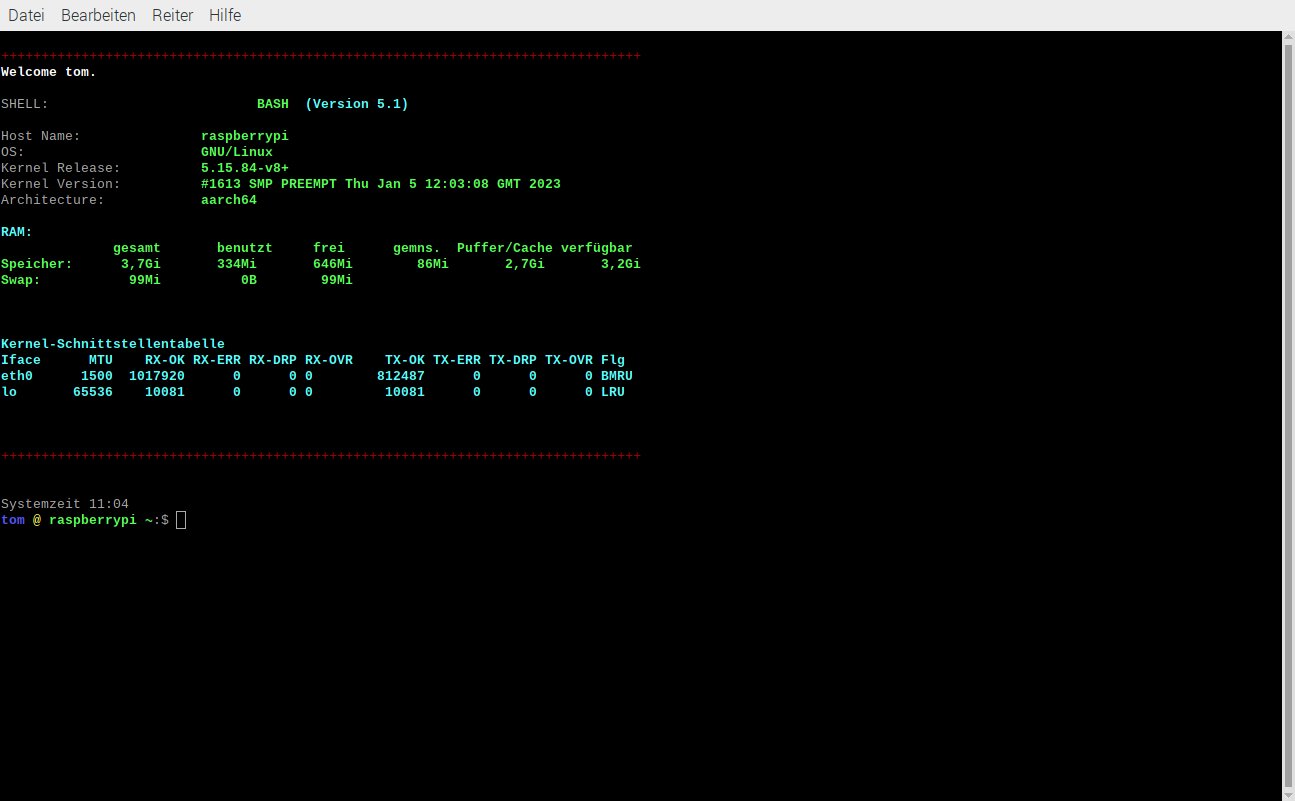 Datei Bearbeiten Reiter Hilfe
++++++++++++++++++++++++++++++++++++++++++++++++++++++++++++++++++++++++++++++++
Welcome tom.
SHELL: BASH (Version 5.1)
Host Name: raspberrypi
OS: GNU/Linux
Kernel Release: 5.15.84-v8+
Kernel Version: #1613 SMP PREEMPT Thu Jan 5 12:03:08 GMT 2023
Architecture: aarch64
RAM:
gesamt benutzt frei gemns. Puffer/Cache verfügbar
Speicher: 3,7Gi 334Mi 646Mi 86Mi 2,7Gi 3,2Gi
Swap: 99Mi 0B 99Mi
Kernel-Schnittstellentabelle
Iface MTU RX-OK RX-ERR RX-DRP RX-OVR TX-OK TX-ERR TX-DRP TX-OVR Flg
eth0 1500 1017920 0 0 0 812487 0 0 0 BMRU
lo 65536 10081 0 0 0 10081 0 0 0 LRU
++++++++++++++++++++++++++++++++++++++++++++++++++++++++++++++++++++++++++++++++
Systemzeit 11:04
tom @ raspberrypi ~:$